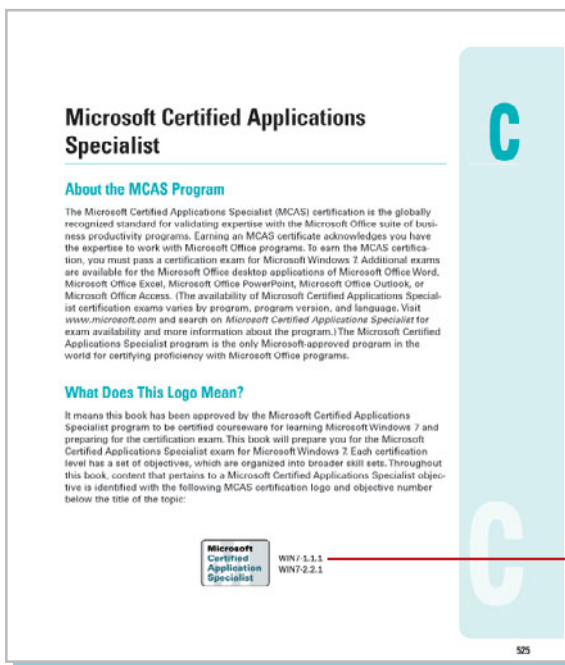 Microsoft Certified Applications
Specialist
C
About the MCAS Program
The Microsoft Certified Applications Specialist (MCAS) certification is the globally
recognized standard for validating expertise with the Microsoft Office suite of busi-
ness productivity programs. Earning an MCAS certificate acknowledges you have
the expertise to work with Microsoft Office programs. To earn the MCAS certifica-
tion, you must pass a certification exam for Microsoft Windows 7. Additional exams
are available for the Microsoft Office desktop applications of Microsoft Office Word,
Microsoft Office Excel, Microsoft Office PowerPoint, Microsoft Office Outlook, or
Microsoft Office Access. (The availability of Microsoft Certified Applications Special-
ist certification exams varies by program, program version, and language. Visit
www.microsoft.com and search on Microsoft Certified Applications Specialist for
exam availability and more information about the program.) The Microsoft Certified
Applications Specialist program is the only Microsoft-approved program in the
world for certifying proficiency with Microsoft Office programs.
What Does This Logo Mean?
It means this book has been approved by the Microsoft Certified Applications
Specialist program to be certified courseware for learning Microsoft Windows 7 and
preparing for the certification exam. This book will prepare you for the Microsoft
Certified Applications Specialist exam for Microsoft Windows 7. Each certification
level has a set of objectives, which are organized into broader skill sets. Throughout
this book, content that pertains to a Microsoft Certified Applications Specialist objec-
tive is identified with the following MCAS certification logo and objective number
below the title of the topic:
Microsoft
Certified
Application
Specialist
WIN7-1.1.1
WIN7-2.2.1
C
525